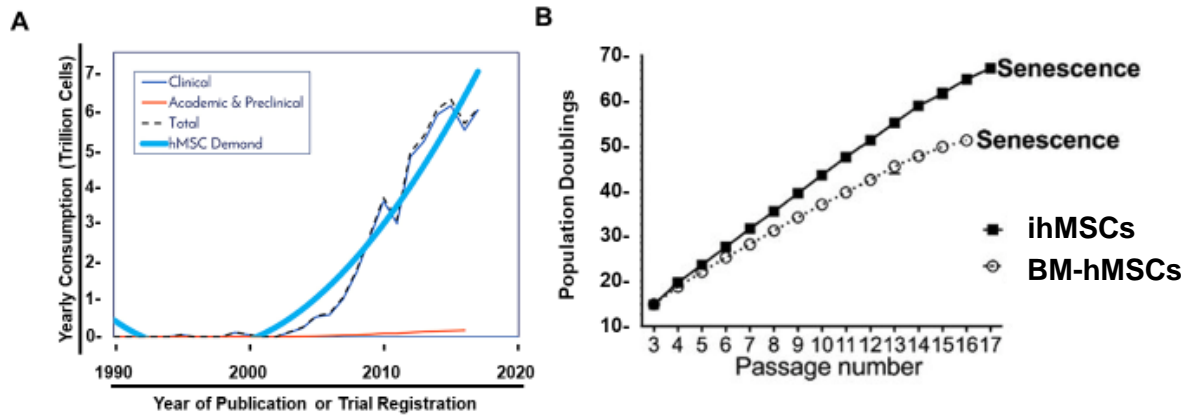 A
Yearly Consumption (Trillion Cells)
7-
6-
5-
4-
3-
2-
1-
0-
Clinical
Academic & Preclinical
Total
hMSC Demand
1990
2000
2010
2020
Year of Publication or Trial Registration
B
Population Doublings
70-
60-
50-
40-
30-
20-
10-
Senescence
Senescence
ihMSCs
BM-hMSCs
3 4 5 6 7 8 9 10 11 12 13 14 15 16 17
Passage number